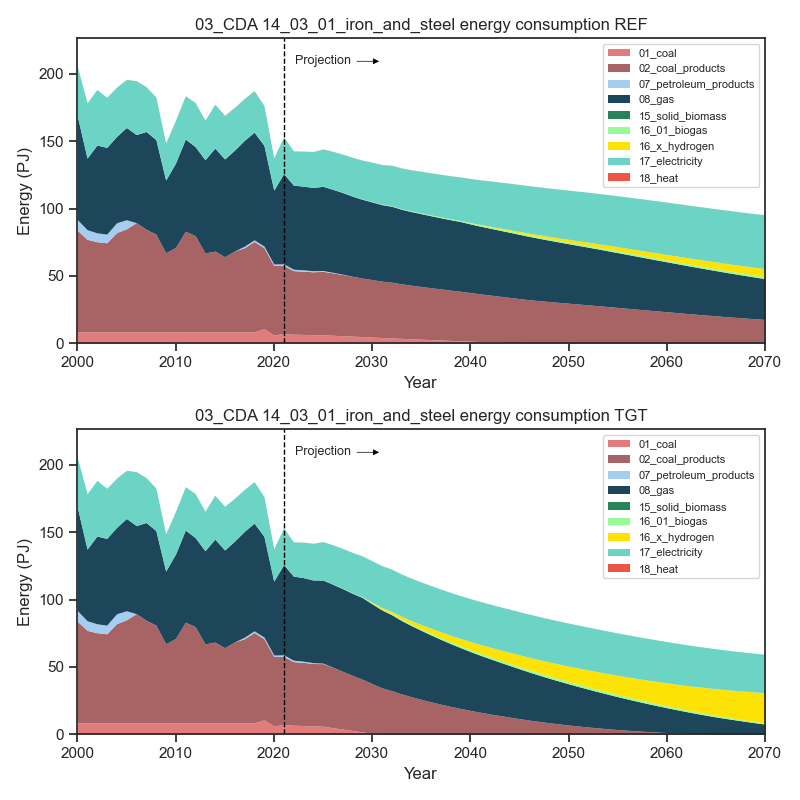 03_CDA 14_03_01_iron_and_steel energy consumption REF
Energy (PJ)
200
150
100
50
0
Projection
01_coal
02_coal_products
07_petroleum_products
08_gas
15_solid_biomass
16_01_biogas
16_x_hydrogen
17_electricity
18_heat
2000 2010 2020 2030 2040 2050 2060 2070
Year
03_CDA 14_03_01_iron_and_steel energy consumption TGT
Energy (PJ)
200
150
100
50
0
Projection
01_coal
02_coal_products
07_petroleum_products
08_gas
15_solid_biomass
16_01_biogas
16_x_hydrogen
17_electricity
18_heat
2000 2010 2020 2030 2040 2050 2060 2070
Year